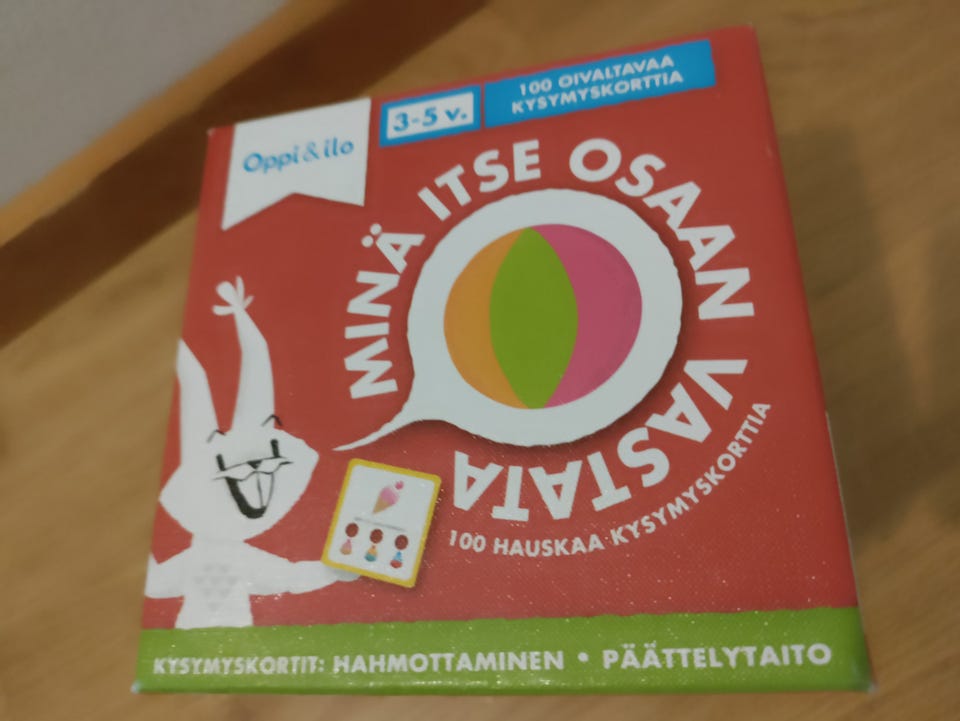 Oppi&ilo
3-5 v.
100 OIVALTAVAA
KYSYMYSKORTTIA
MINÄ ITSE OSAAN VASTATA
100 HAUSKAA KYSYMYSKORTTIA
KYSYMYSKORTIT: HAHMOTTAMINEN • PÄÄTTELYTAITO